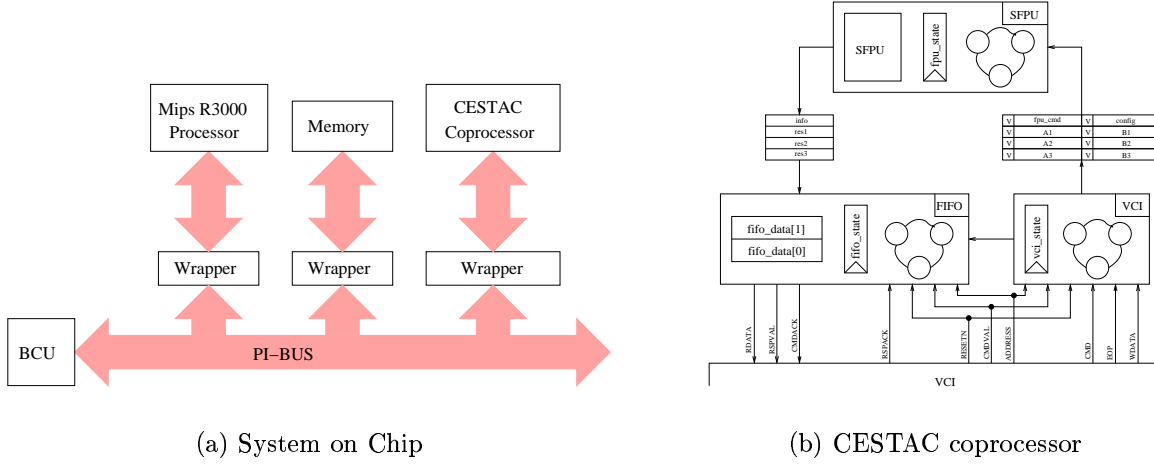 Mips R3000
Processor
Memory
CESTAC
Coprocessor
Wrapper
Wrapper
Wrapper
BCU
PI−BUS
(a) System on Chip
SFPU
SFPU
fpu_state
info
res1
res2
res3
V fpu_cmd V config
V A1 V B1
V A2 V B2
V A3 V B3
FIFO
fifo_data[1]
fifo_data[0]
fifo_state
VCI
vci_state
RDATA
RSPVAL
CMDACK
RSPACK
RESETN
CMDVAL
ADDRESS
CMD
EOP
WDATA
VCI
(b) CESTAC coprocessor